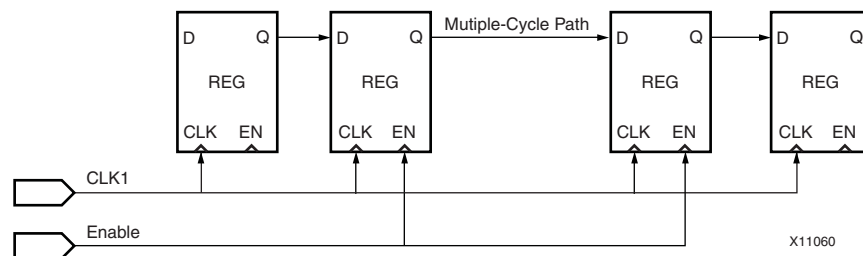 D Q D Q Mutiple-Cycle Path D Q D Q
REG REG REG REG
CLK EN CLK EN CLK EN CLK EN
CLK1
Enable
X11060